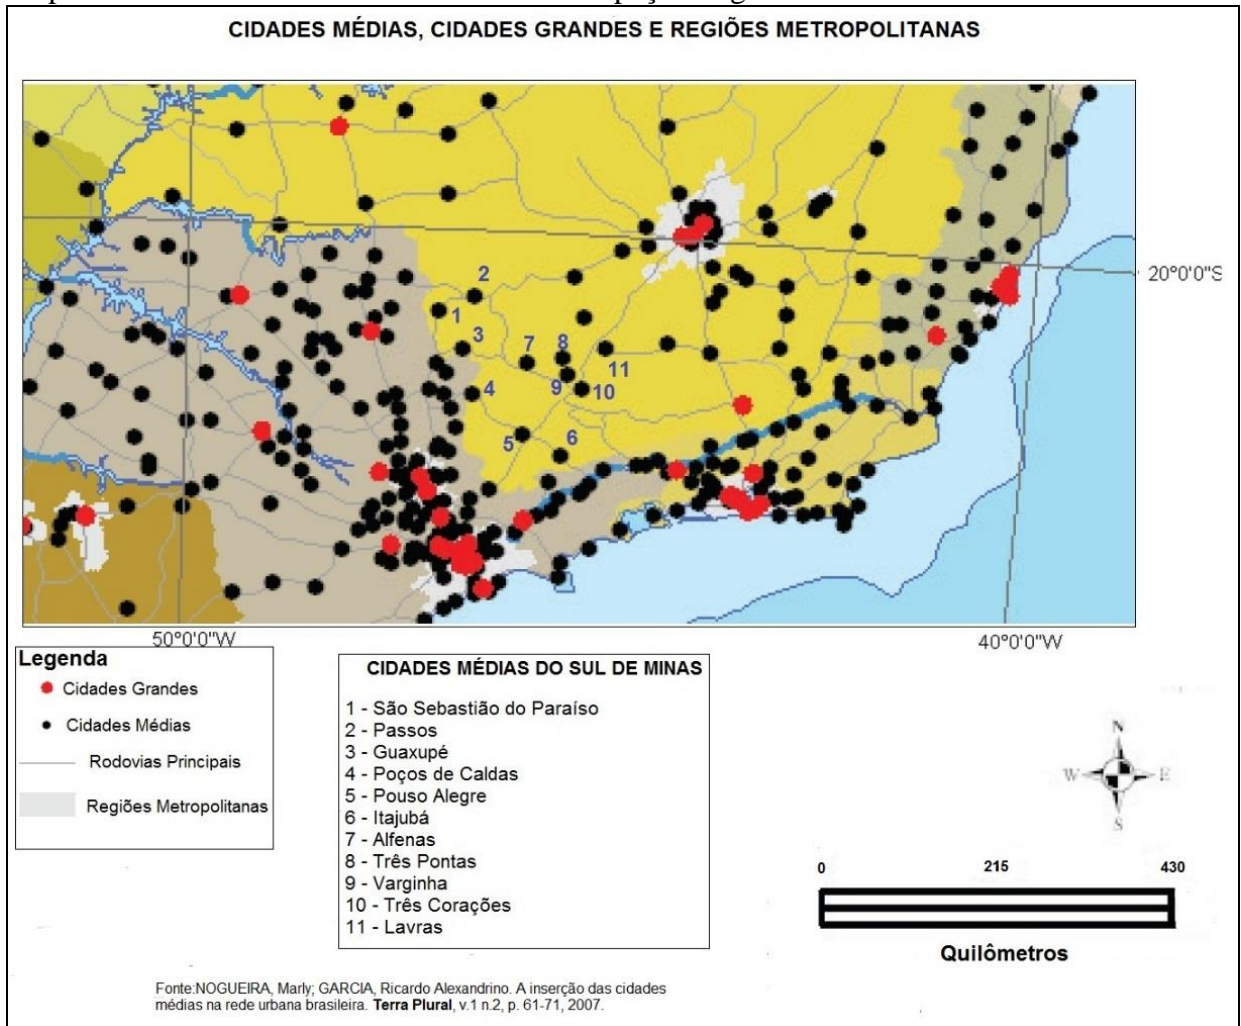 CIDADES MÉDIAS, CIDADES GRANDES E REGIÕES METROPOLITANAS
2
1
3
7
8
11
4
9
10
5
6
20°0'0"S
50°0'0"W
40°0'0"W
Legenda
Cidades Grandes
Cidades Médias
Rodovias Principais
Regiões Metropolitanas
CIDADES MÉDIAS DO SUL DE MINAS
1 - São Sebastião do Paraíso
2 - Passos
3 - Guaxupé
4 - Poços de Caldas
5 - Pouso Alegre
6 - Itajubá
7 - Alfenas
8 - Três Pontas
9 - Varginha
10 - Três Corações
11 - Lavras
N
W E
S
0 215 430
Quilômetros
Fonte:NOGUEIRA, Marly; GARCIA, Ricardo Alexandrino. A inserção das cidades
médias na rede urbana brasileira. Terra Plural, v.1 n.2, p. 61-71, 2007.